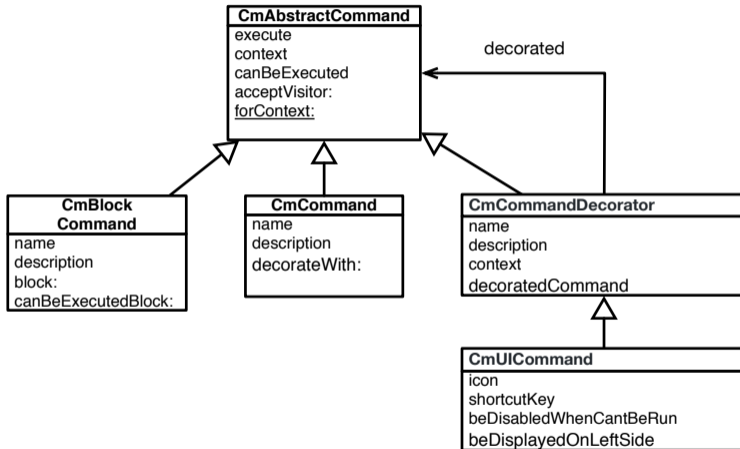 CmAbstractCommand
execute
context
canBeExecuted
acceptVisitor:
forContext:
decorated
CmBlock
Command
name
description
block:
canBeExecutedBlock:
CmCommand
name
description
decorateWith:
CmCommandDecorator
name
description
context
decoratedCommand
CmUICommand
icon
shortcutKey
beDisabledWhenCantBeRun
beDisplayedOnLeftSide